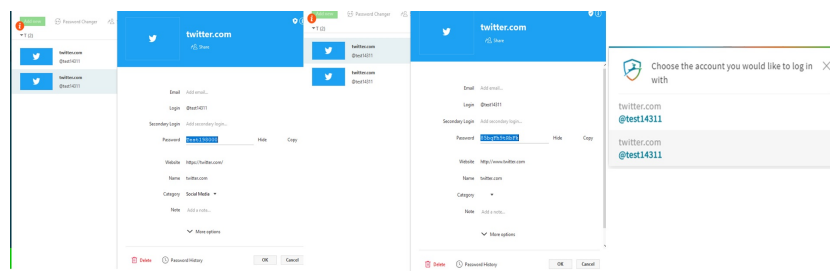 Password Changer
1 (2)
twitter.com
@test14311
twitter.com
@test14311
twitter.com
Share
Email Add email...
Login @test14311
Secondary Login Add secondary login...
Password Hide Copy
Website https://twitter.com/
Name twitter.com
Category Social Media
Note Add a note...
More options
Delete Password History OK Cancel
Password Changer
1 (2)
twitter.com
@test14311
twitter.com
@test14311
twitter.com
Share
Email Add email...
Login @test14311
Secondary Login Add secondary login...
Password Hide Copy
Website http://www.twitter.com
Name twitter.com
Category
Note Add a note...
More options
Delete Password History OK Cancel
Choose the account you would like to log in
with
twitter.com
@test14311
twitter.com
@test14311